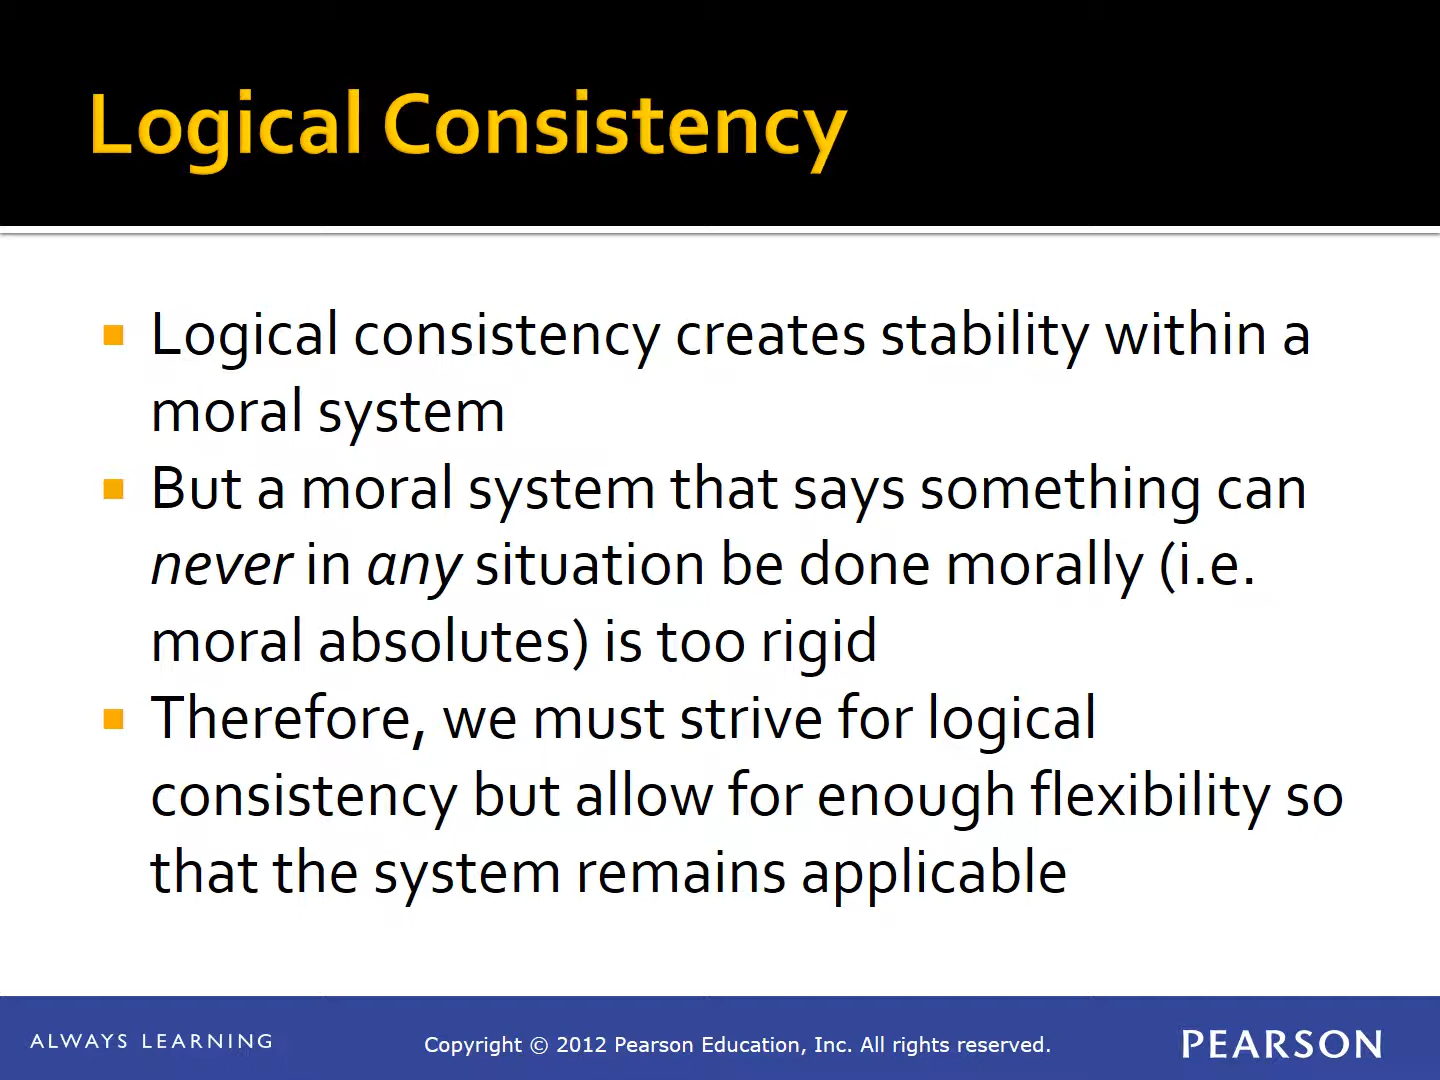 Logical Consistency
Logical consistency creates stability within a
moral system
But a moral system that says something can
never in any situation be done morally (i.e.
moral absolutes) is too rigid
Therefore, we must strive for logical
consistency but allow for enough flexibility so
that the system remains applicable
ALWAYS LEARNING
Copyright © 2012 Pearson Education, Inc. All rights reserved.
PEARSON